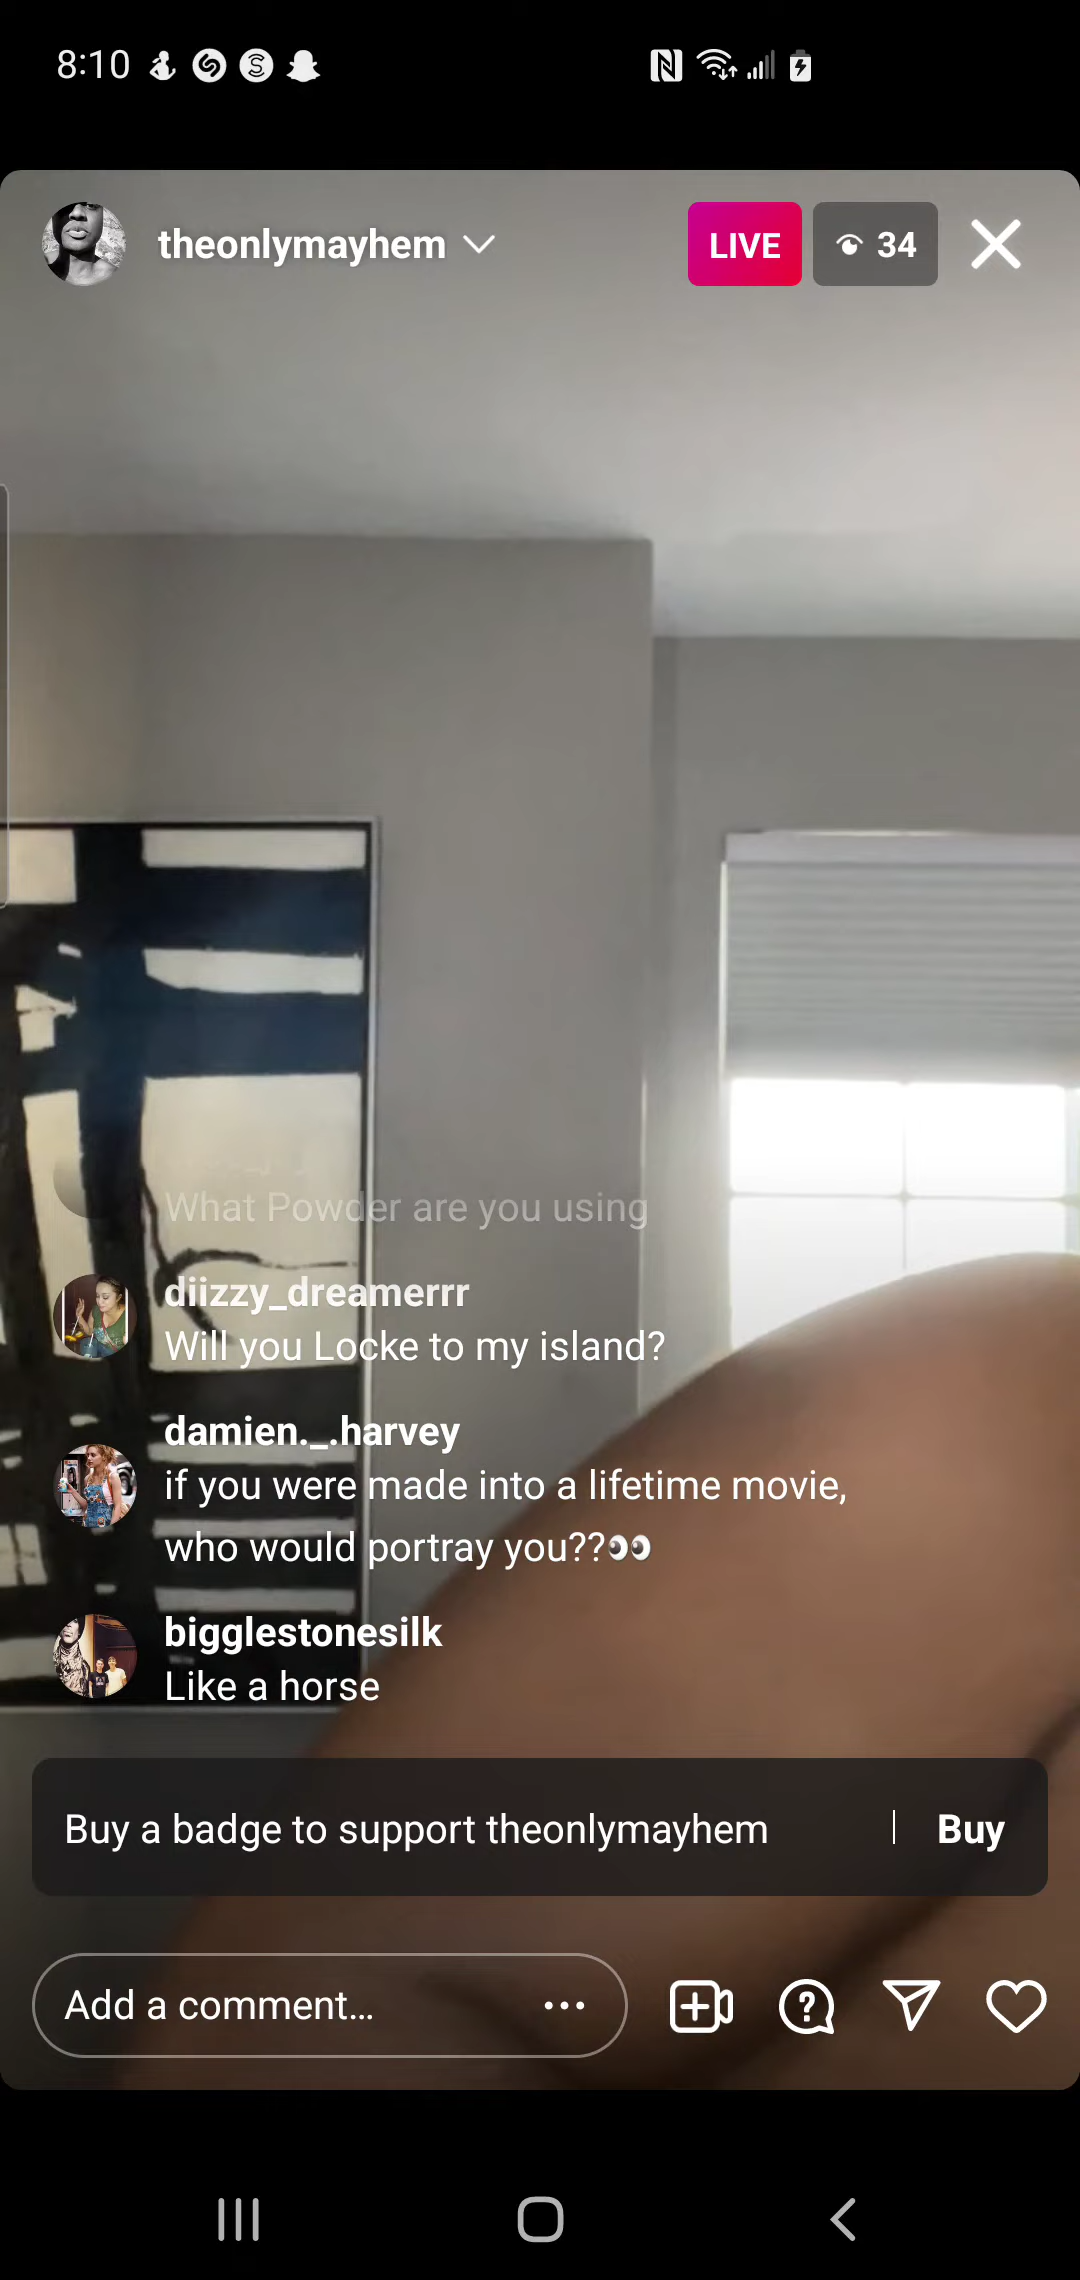 8:10
theonlymayhem
LIVE
34
What Powder are you using
diizzy_dreamerrr
Will you Locke to my island?
damien._.harvey
if you were made into a lifetime movie,
who would portray you??👀
bigglestonesilk
Like a horse
Buy a badge to support theonlymayhem | Buy
Add a comment...